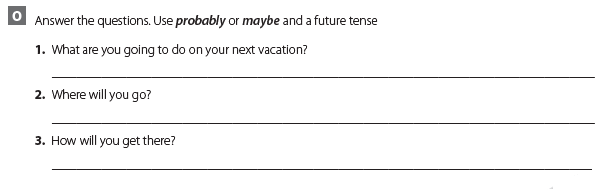 O Answer the questions. Use probably or maybe and a future tense
1. What are you going to do on your next vacation?
2. Where will you go?
3. How will you get there?